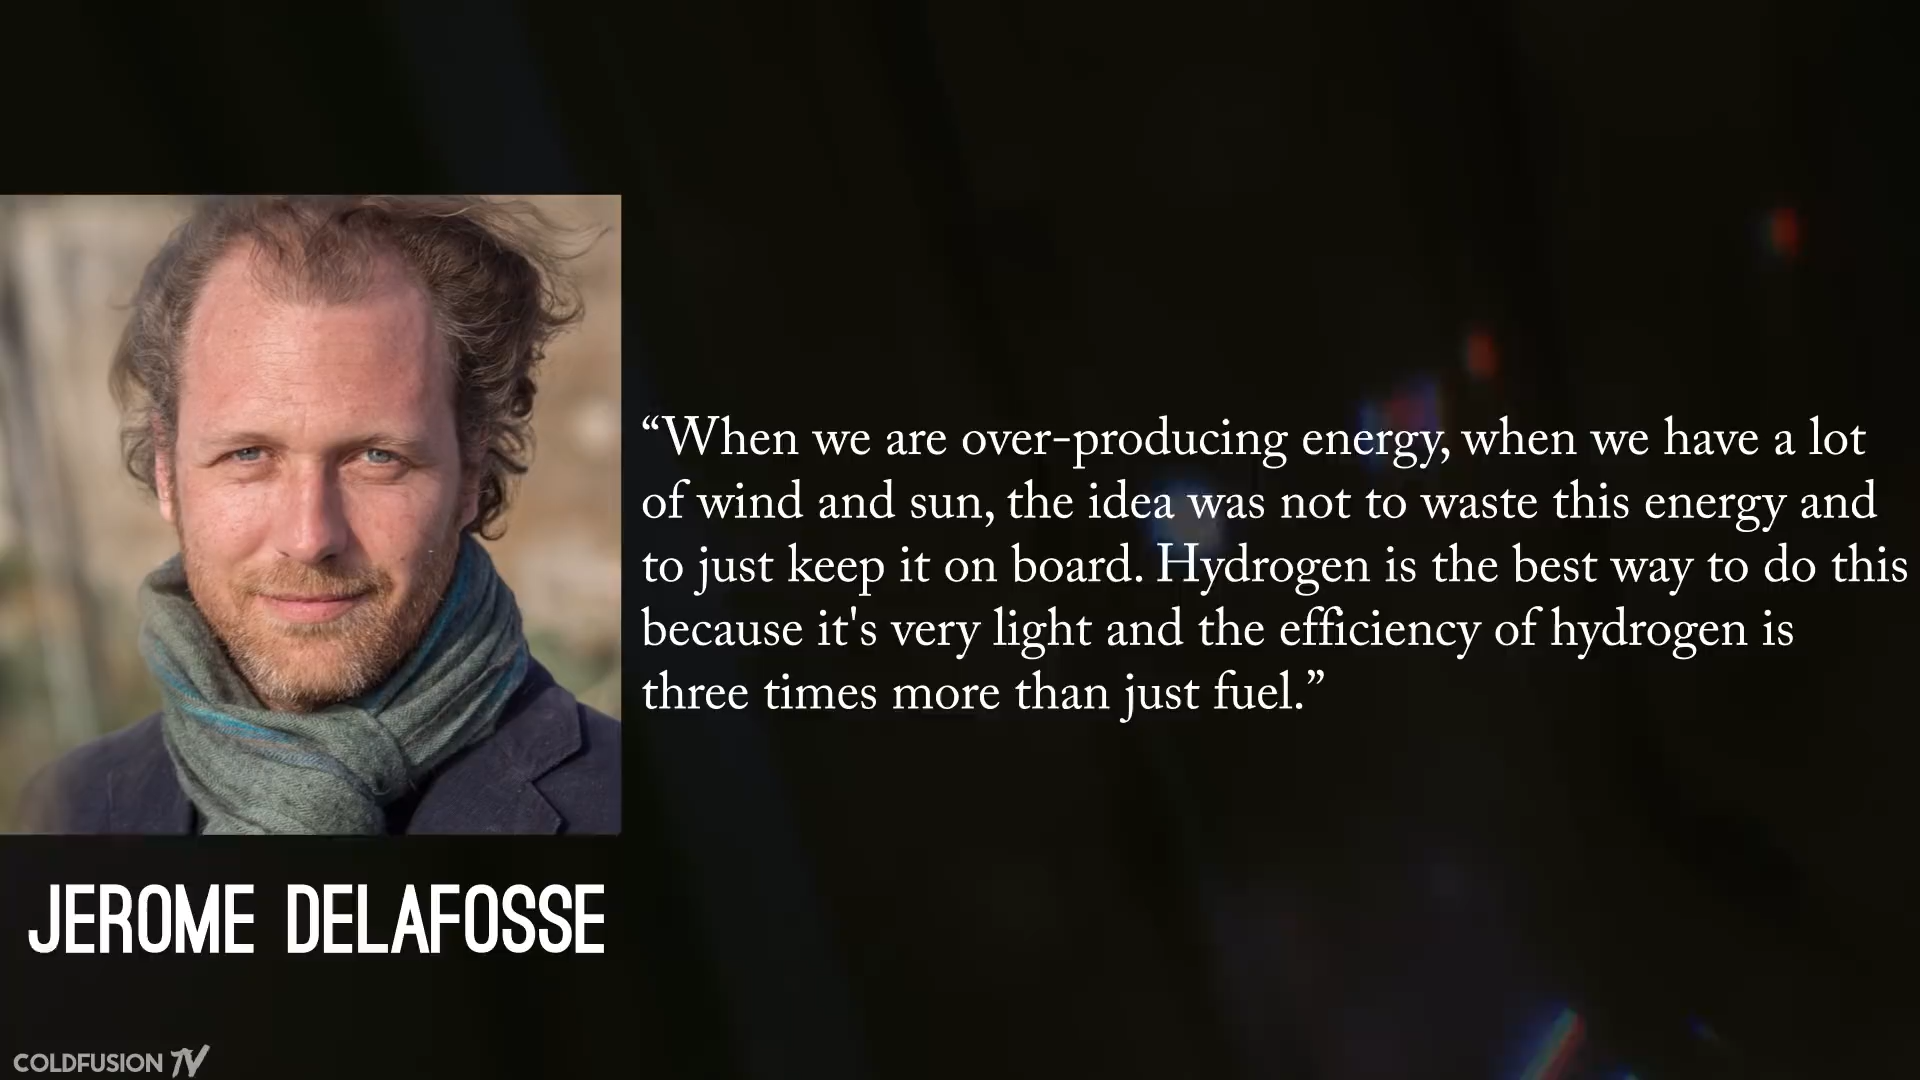 “When we are over-producing energy, when we have a lot
of wind and sun, the idea was not to waste this energy and
to just keep it on board. Hydrogen is the best way to do this
because it's very light and the efficiency of hydrogen is
three times more than just fuel.”
JEROME DELAFOSSE
COLDFUSION TV